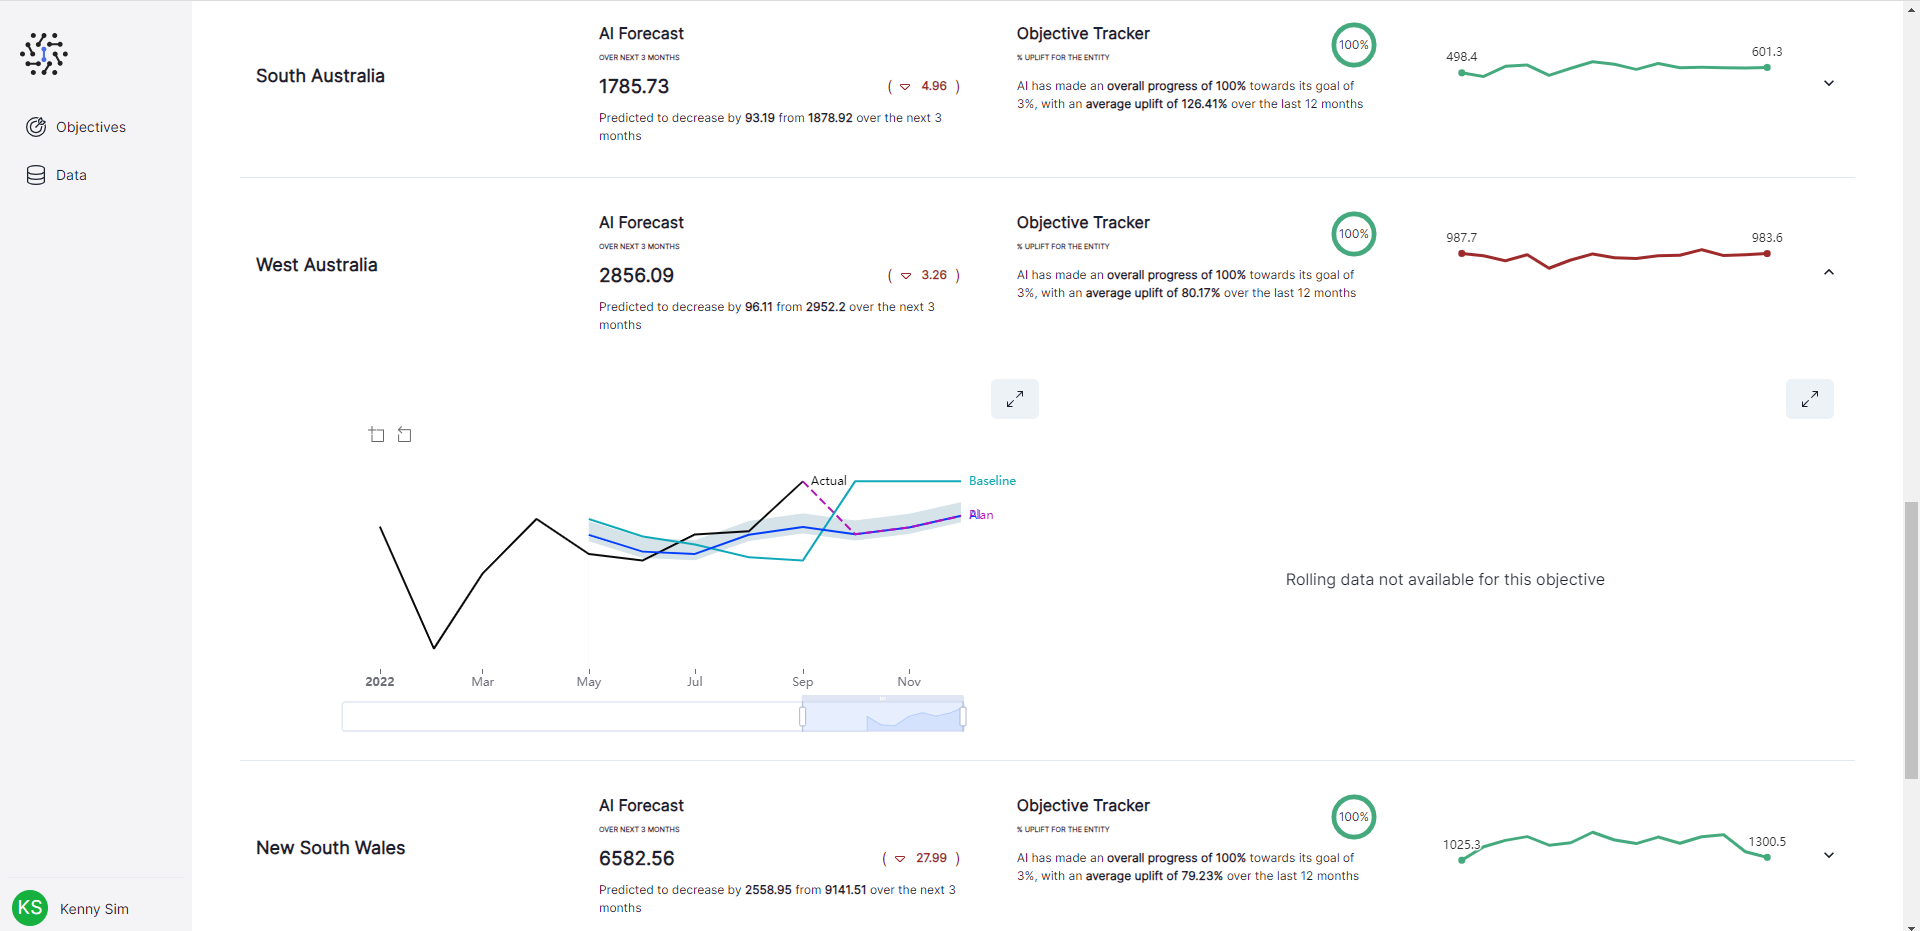 Objectives
Data
South Australia
AI Forecast
OVER NEXT 3 MONTHS
1785.73
( 4.96 )
Predicted to decrease by 93.19 from 1878.92 over the next 3
months
Objective Tracker
% UPLIFT FOR THE ENTITY
100%
AI has made an overall progress of 100% towards its goal of
3%, with an average uplift of 126.41% over the last 12 months
498.4
601.3
West Australia
AI Forecast
OVER NEXT 3 MONTHS
2856.09
( 3.26 )
Predicted to decrease by 96.11 from 2952.2 over the next 3
months
Objective Tracker
% UPLIFT FOR THE ENTITY
100%
AI has made an overall progress of 100% towards its goal of
3%, with an average uplift of 80.17% over the last 12 months
987.7
983.6
Actual
Baseline
Plan
2022
Mar
May
Jul
Sep
Nov
Rolling data not available for this objective
New South Wales
AI Forecast
OVER NEXT 3 MONTHS
6582.56
( 27.99 )
Predicted to decrease by 2558.95 from 9141.51 over the next 3
months
Objective Tracker
% UPLIFT FOR THE ENTITY
100%
AI has made an overall progress of 100% towards its goal of
3%, with an average uplift of 79.23% over the last 12 months
1025.3
1300.5
KS
Kenny Sim